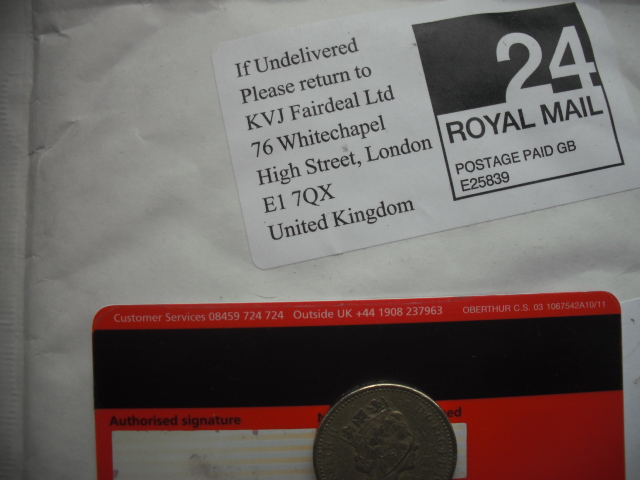 If Undelivered
Please return to
KVJ Fairdeal Ltd
76 Whitechapel
High Street, London
E1 7QX
United Kingdom
24
ROYAL MAIL
POSTAGE PAID GB
E25839
Customer Services 08459 724 724 Outside UK +44 1908 237963 OBERTHUR C.S. 03 1067542A10/11
Authorised signature